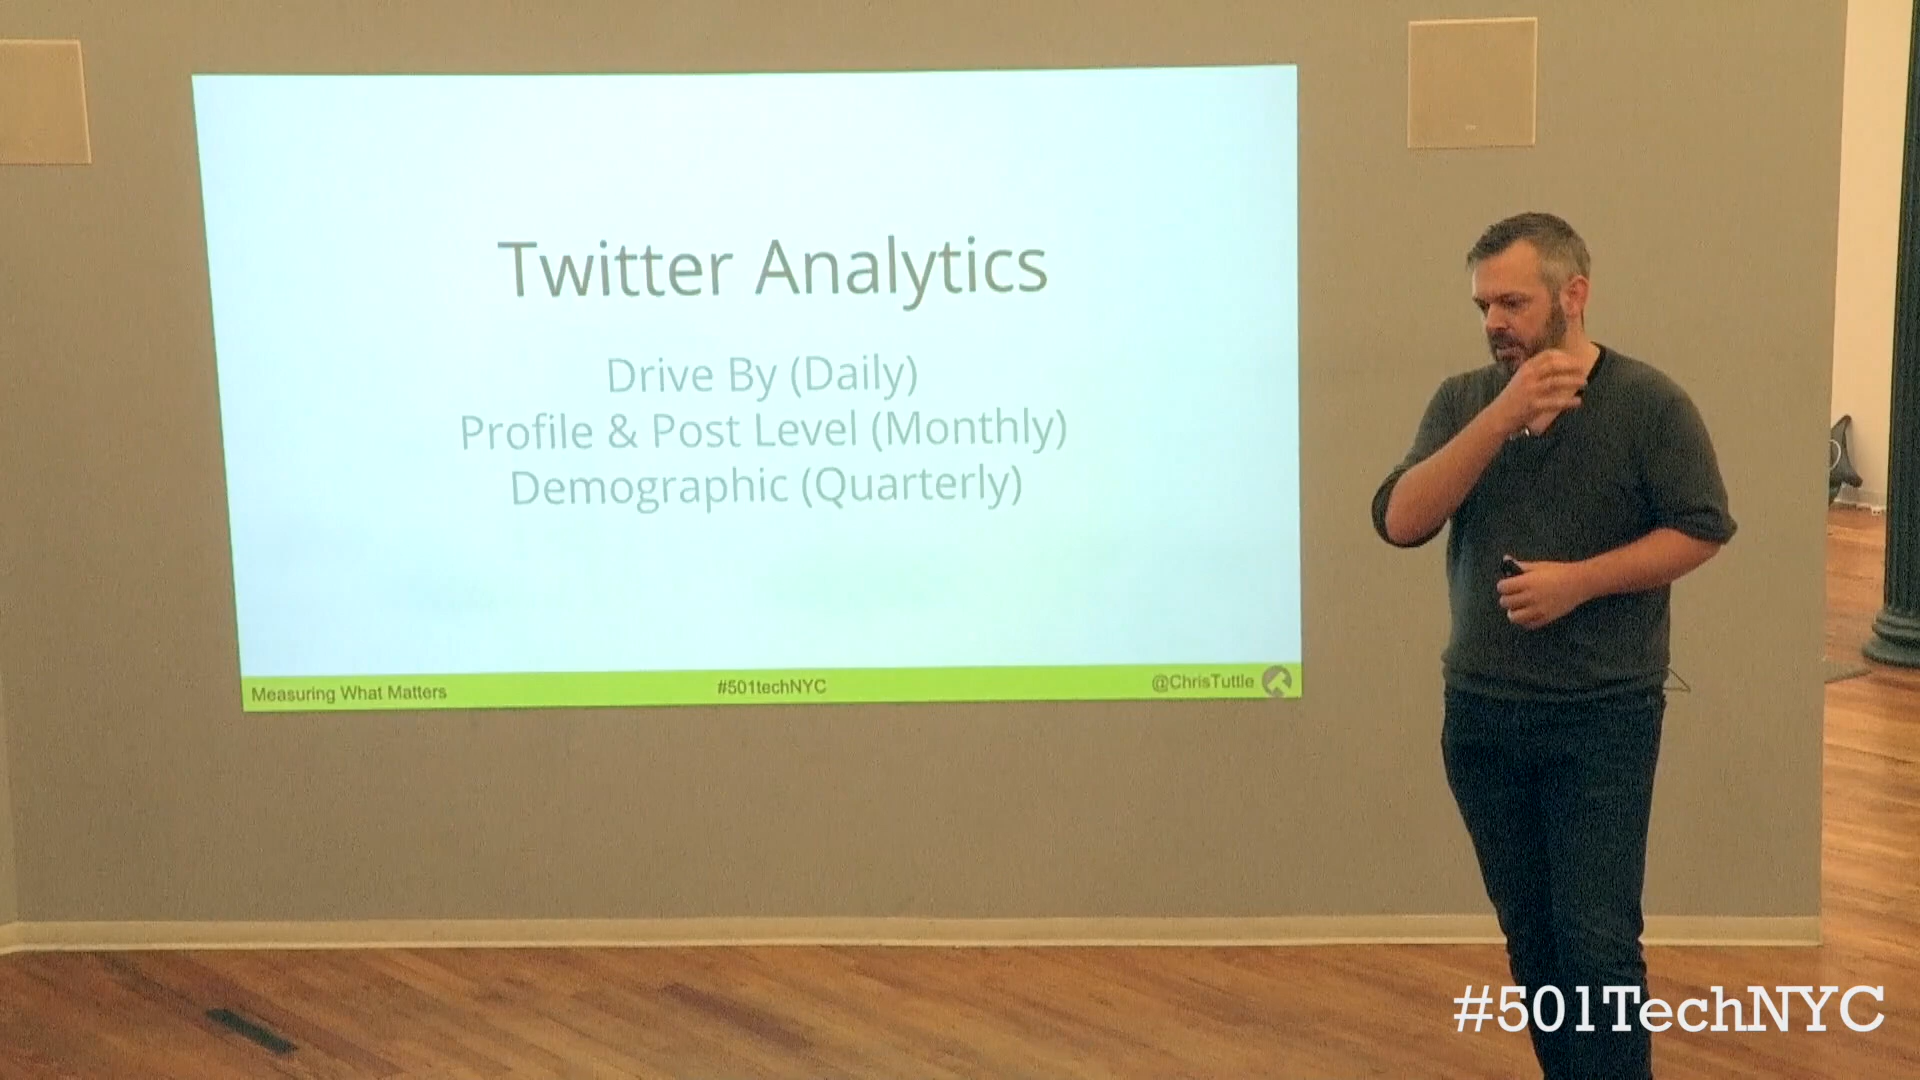 Twitter Analytics
Drive By (Daily)
Profile & Post Level (Monthly)
Demographic (Quarterly)
Measuring What Matters
#501techNYC
@ChrisTuttle
#501TechNYC